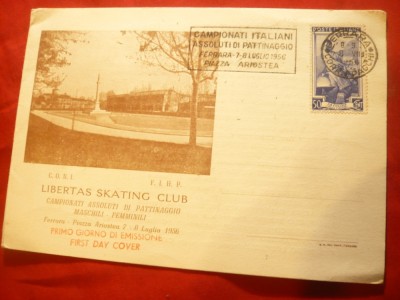 CAMPIONATI ITALIANI
ASSOLUTI DI PATTINAGGIO
FERRARA-7-8 LUGLIO 1956
PIAZZA ARIOSTEA
POSTE ITALIANE
50 50
FERRARA
C.O.N.I. F.I.H.P.
LIBERTAS SKATING CLUB
CAMPIONATI ASSOLUTI DI PATTINAGGIO
MASCHILI - FEMMINILI
Ferrara - Piazza Ariostea 7 - 8 Luglio 1956
PRIMO GIORNO DI EMISSIONE
FIRST DAY COVER